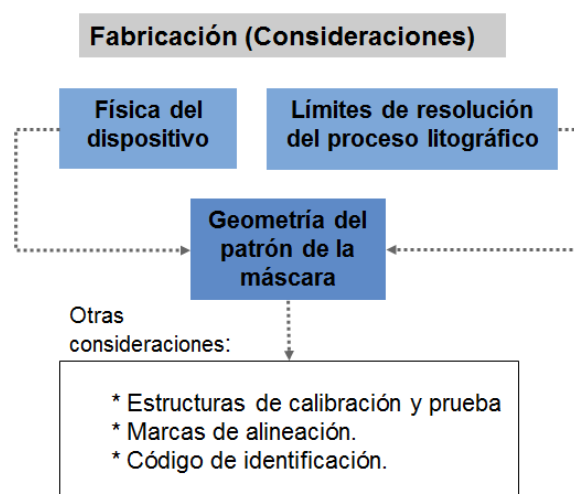 Fabricación (Consideraciones)
Física del
dispositivo
Límites de resolución
del proceso litográfico
Geometría del
patrón de la
máscara
Otras
consideraciones:
* Estructuras de calibración y prueba
* Marcas de alineación.
* Código de identificación.